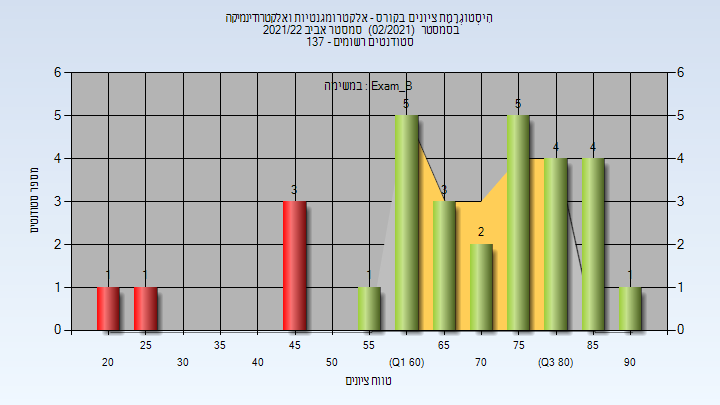 היסטוגרמת ציונים בקורס - אלקטרומגנטיות ואלקטרודינמיקה
בסמסטר (02/2021) סמסטר אביב 2021/22
סטודנטים רשומים - 137
במשימה : Exam_B
6 6
5 5
4 4
3 3
2 2
1 1
0 0
1 1 3 1 5 3 2 5 4 4 1
מספר סטודנטים
25 35 45 55 65 75 85
20 30 40 50 (Q1 60) 70 (Q3 80) 90
טווח ציונים